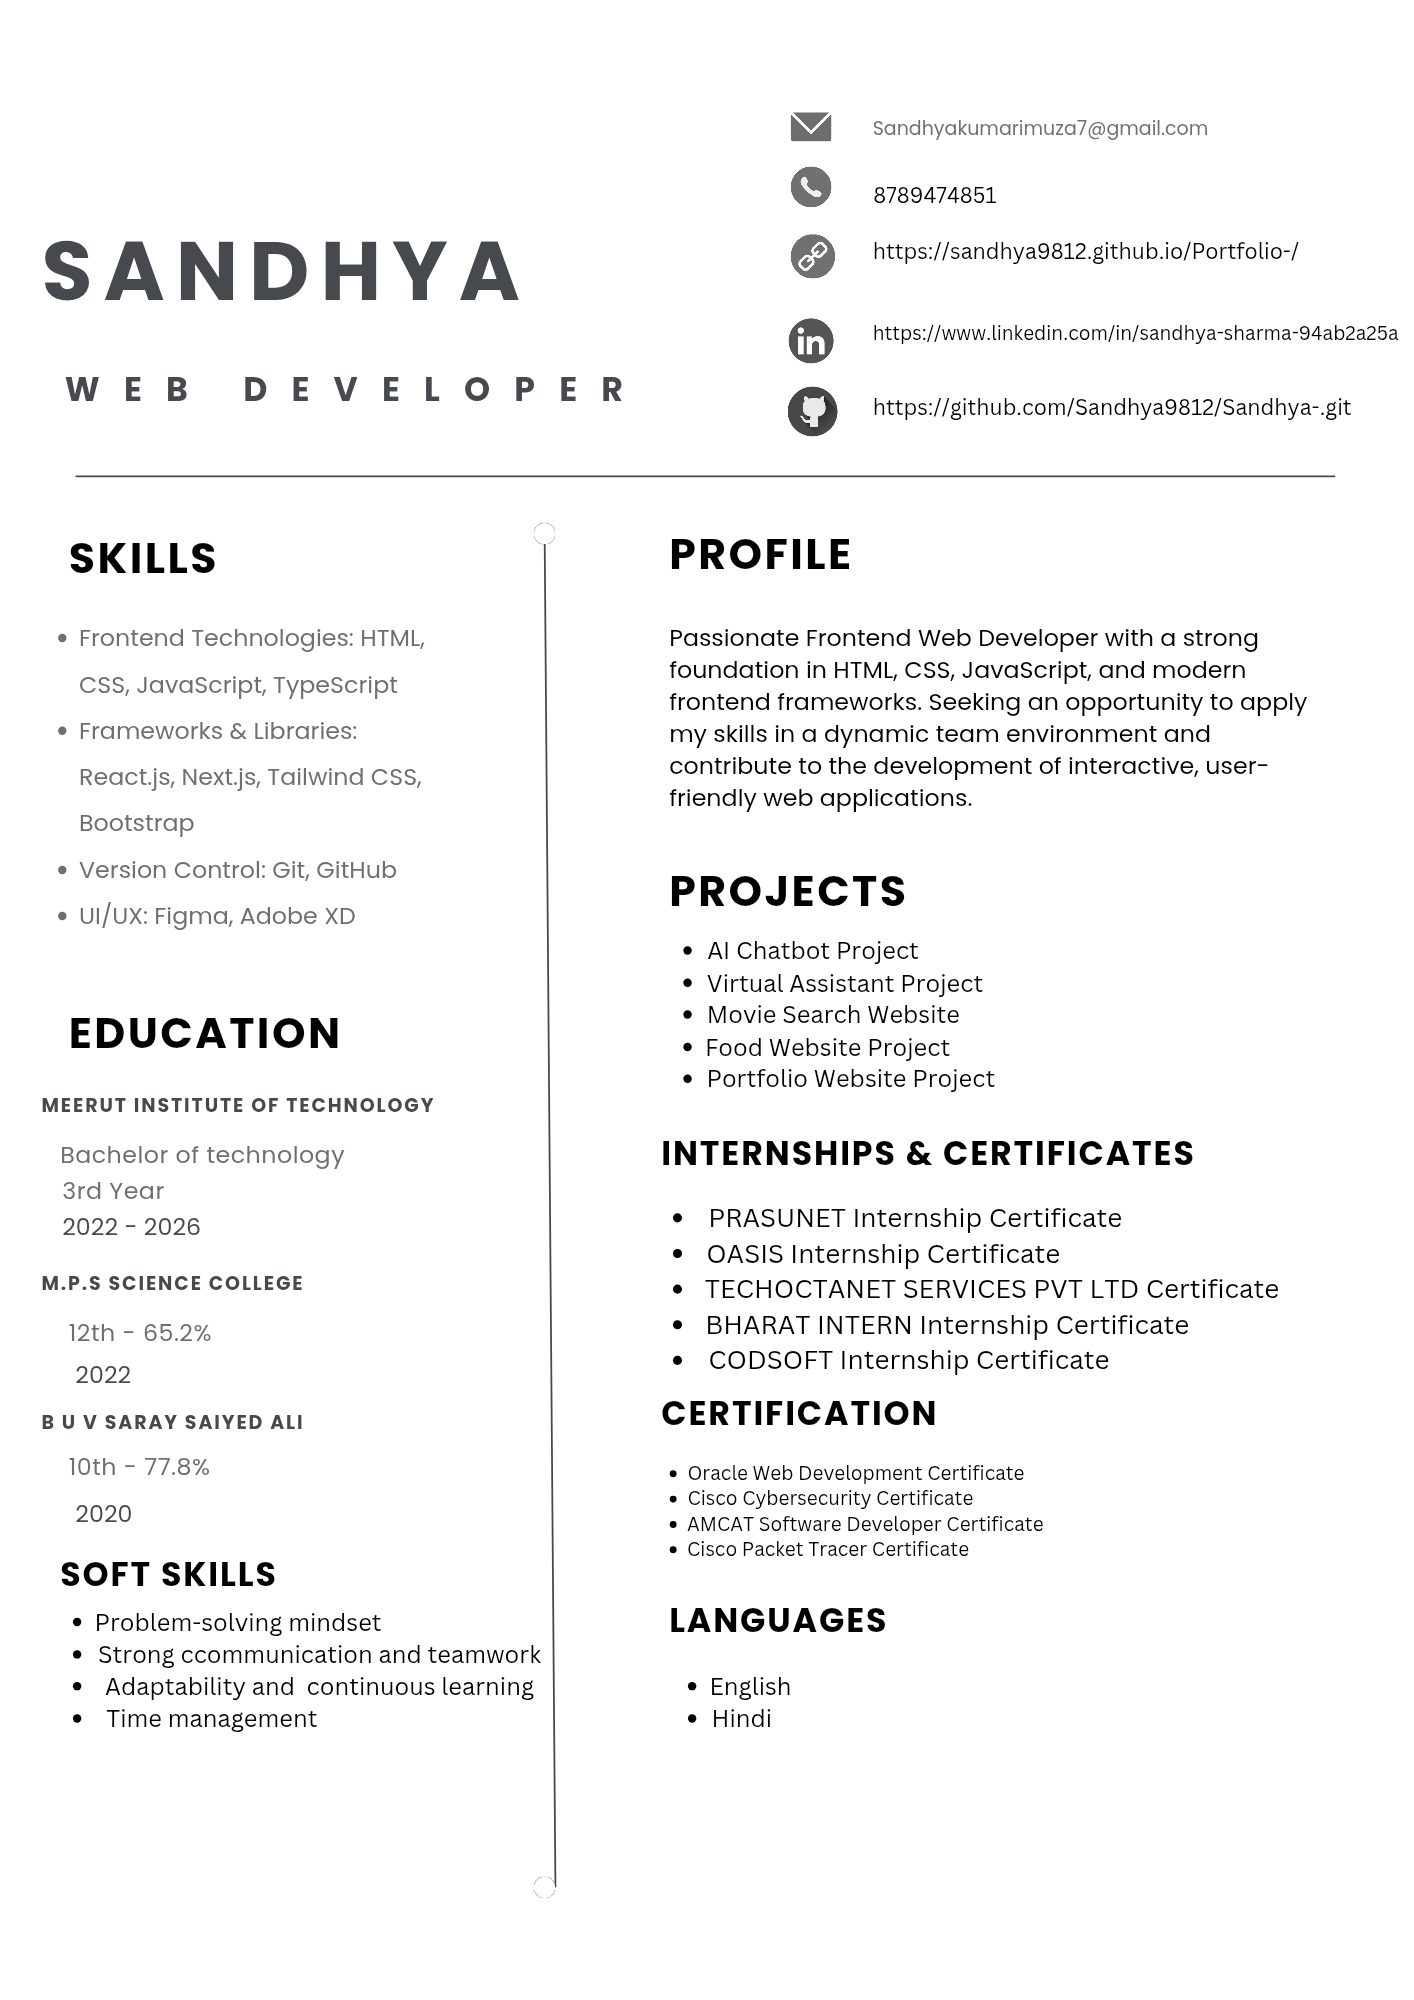 Sandhyakumarimuza7@gmail.com
8789474851
https://sandhya9812.github.io/Portfolio-/
https://www.linkedin.com/in/sandhya-sharma-94ab2a25a
https://github.com/Sandhya9812/Sandhya-.git
SANDHYA
WEB DEVELOPER
SKILLS
• Frontend Technologies: HTML,
CSS, JavaScript, TypeScript
• Frameworks & Libraries:
React.js, Next.js, Tailwind CSS,
Bootstrap
• Version Control: Git, GitHub
• UI/UX: Figma, Adobe XD
EDUCATION
MEERUT INSTITUTE OF TECHNOLOGY
Bachelor of technology
3rd Year
2022 - 2026
M.P.S SCIENCE COLLEGE
12th - 65.2%
2022
B U V SARAY SAIYED ALI
10th - 77.8%
2020
SOFT SKILLS
• Problem-solving mindset
• Strong ccommunication and teamwork
• Adaptability and continuous learning
• Time management
PROFILE
Passionate Frontend Web Developer with a strong
foundation in HTML, CSS, JavaScript, and modern
frontend frameworks. Seeking an opportunity to apply
my skills in a dynamic team environment and
contribute to the development of interactive, user-
friendly web applications.
PROJECTS
• AI Chatbot Project
• Virtual Assistant Project
• Movie Search Website
• Food Website Project
• Portfolio Website Project
INTERNSHIPS & CERTIFICATES
• PRASUNET Internship Certificate
• OASIS Internship Certificate
• TECHOCTANET SERVICES PVT LTD Certificate
• BHARAT INTERN Internship Certificate
• CODSOFT Internship Certificate
CERTIFICATION
• Oracle Web Development Certificate
• Cisco Cybersecurity Certificate
• AMCAT Software Developer Certificate
• Cisco Packet Tracer Certificate
LANGUAGES
• English
• Hindi